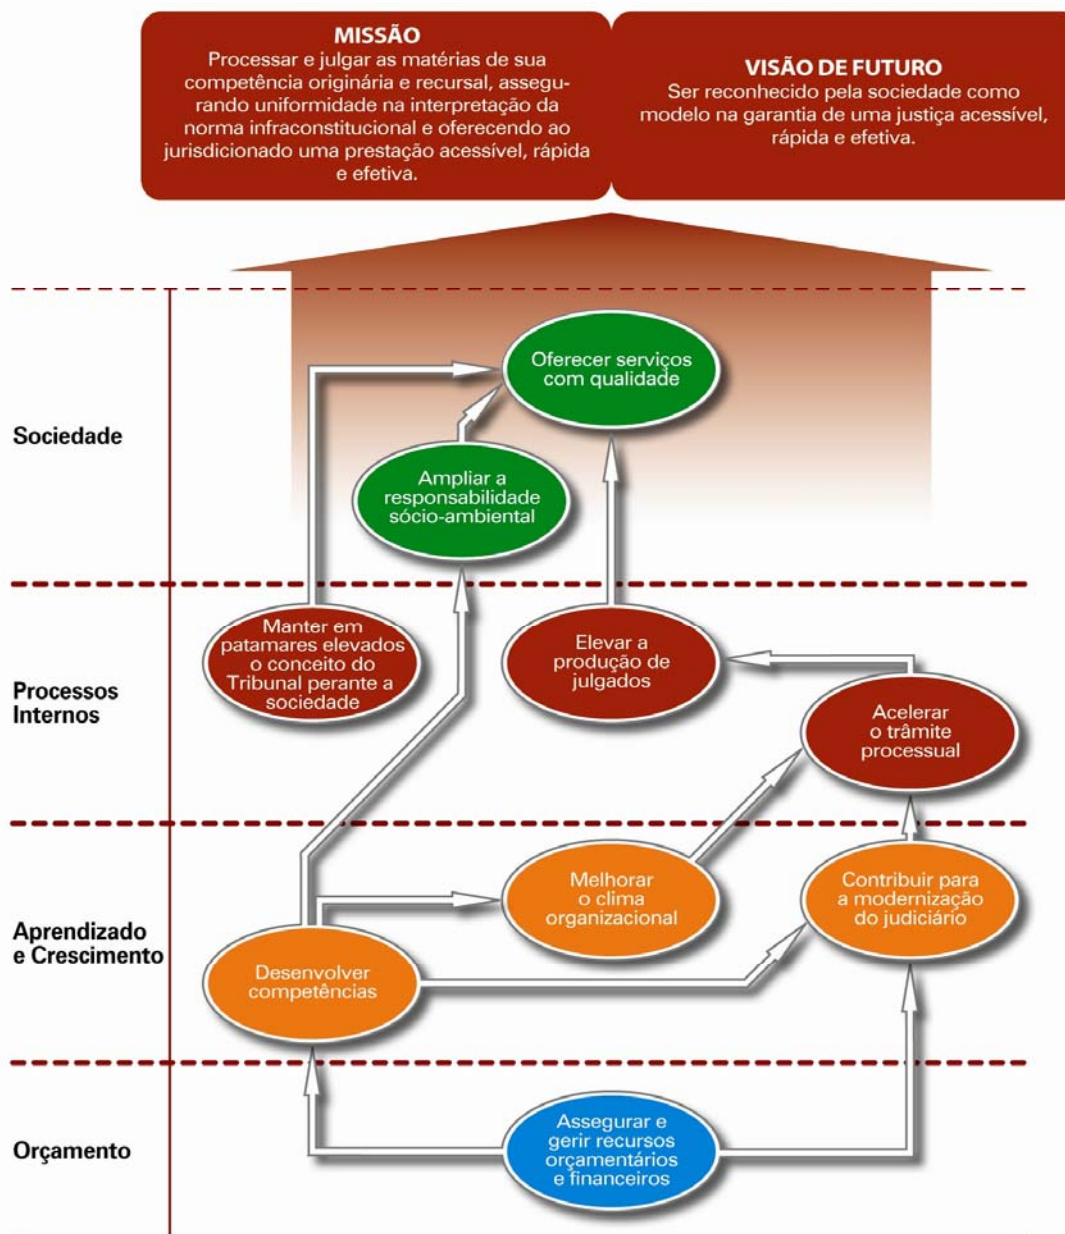 MISSÃO
Processar e julgar as matérias de sua
competência originária e recursal, assegu-
rando uniformidade na interpretação da
norma infraconstitucional e oferecendo ao
jurisdicionado uma prestação acessível, rápida
e efetiva.
VISÃO DE FUTURO
Ser reconhecido pela sociedade como
modelo na garantia de uma justiça acessível,
rápida e efetiva.
Sociedade
Oferecer serviços
com qualidade
Ampliar a
responsabilidade
sócio-ambiental
Processos
Internos
Manter em
patamares elevados
o conceito do
Tribunal perante a
sociedade
Elevar a
produção de
julgados
Acelerar
o trâmite
processual
Aprendizado
e Crescimento
Melhorar
o clima
organizacional
Contribuir para
a modernização
do judiciário
Desenvolver
competências
Orçamento
Assegurar e
gerir recursos
orçamentários
e financeiros